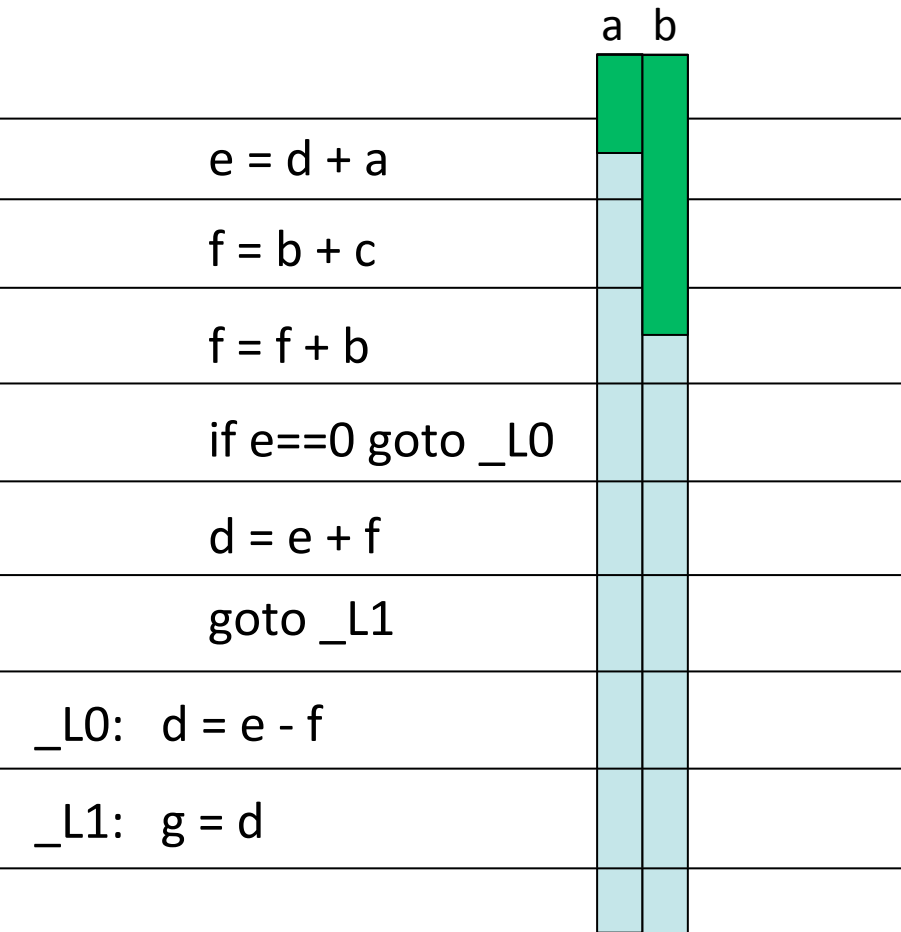 a b
e = d + a
f = b + c
f = f + b
if e==0 goto _L0
d = e + f
goto _L1
_L0: d = e - f
_L1: g = d